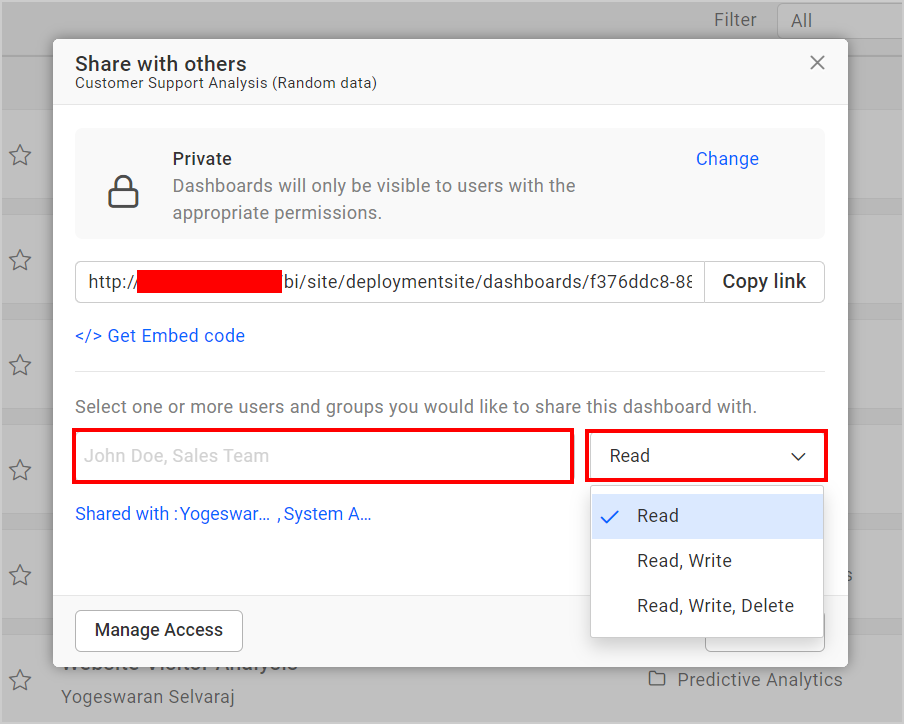 Filter All
Share with others
Customer Support Analysis (Random data)
Private
Change
Dashboards will only be visible to users with the
appropriate permissions.
http:/ bi/site/deploymentsite/dashboards/f376ddc8-88
Copy link
</> Get Embed code
Select one or more users and groups you would like to share this dashboard with.
John Doe, Sales Team
Read
Shared with : Yogeswar... , System A...
Read
Read, Write
Read, Write, Delete
Manage Access
Website Visitor Analysis
Predictive Analytics
Yogeswaran Selvaraj